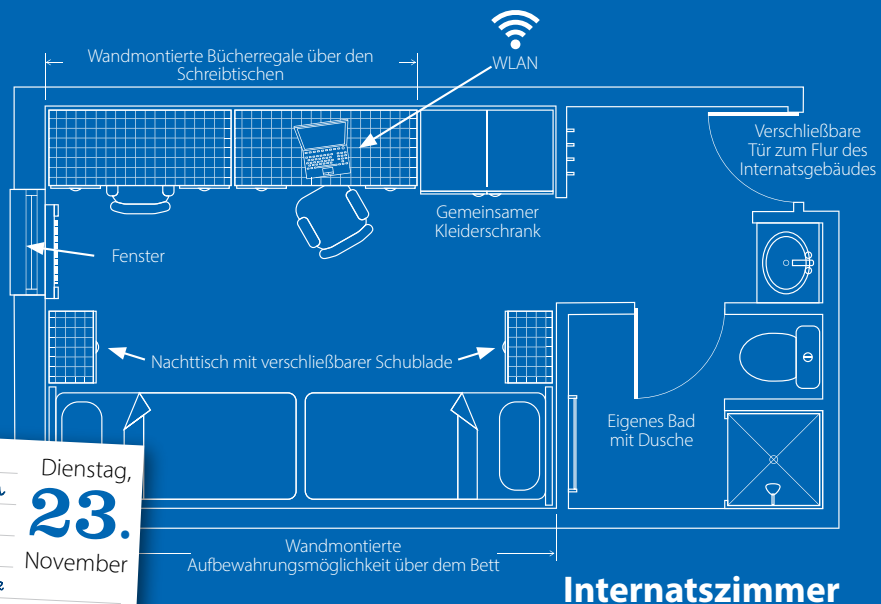 WLAN
Wandmontierte Bücherregale über den
Schreibtischen
Verschließbare
Tür zum Flur des
Internatsgebäudes
Gemeinsamer
Kleiderschrank
Fenster
Nachttisch mit verschließbarer Schublade
Eigenes Bad
mit Dusche
Dienstag,
23.
November
Wandmontierte
Aufbewahrungsmöglichkeit über dem Bett
Internatszimmer